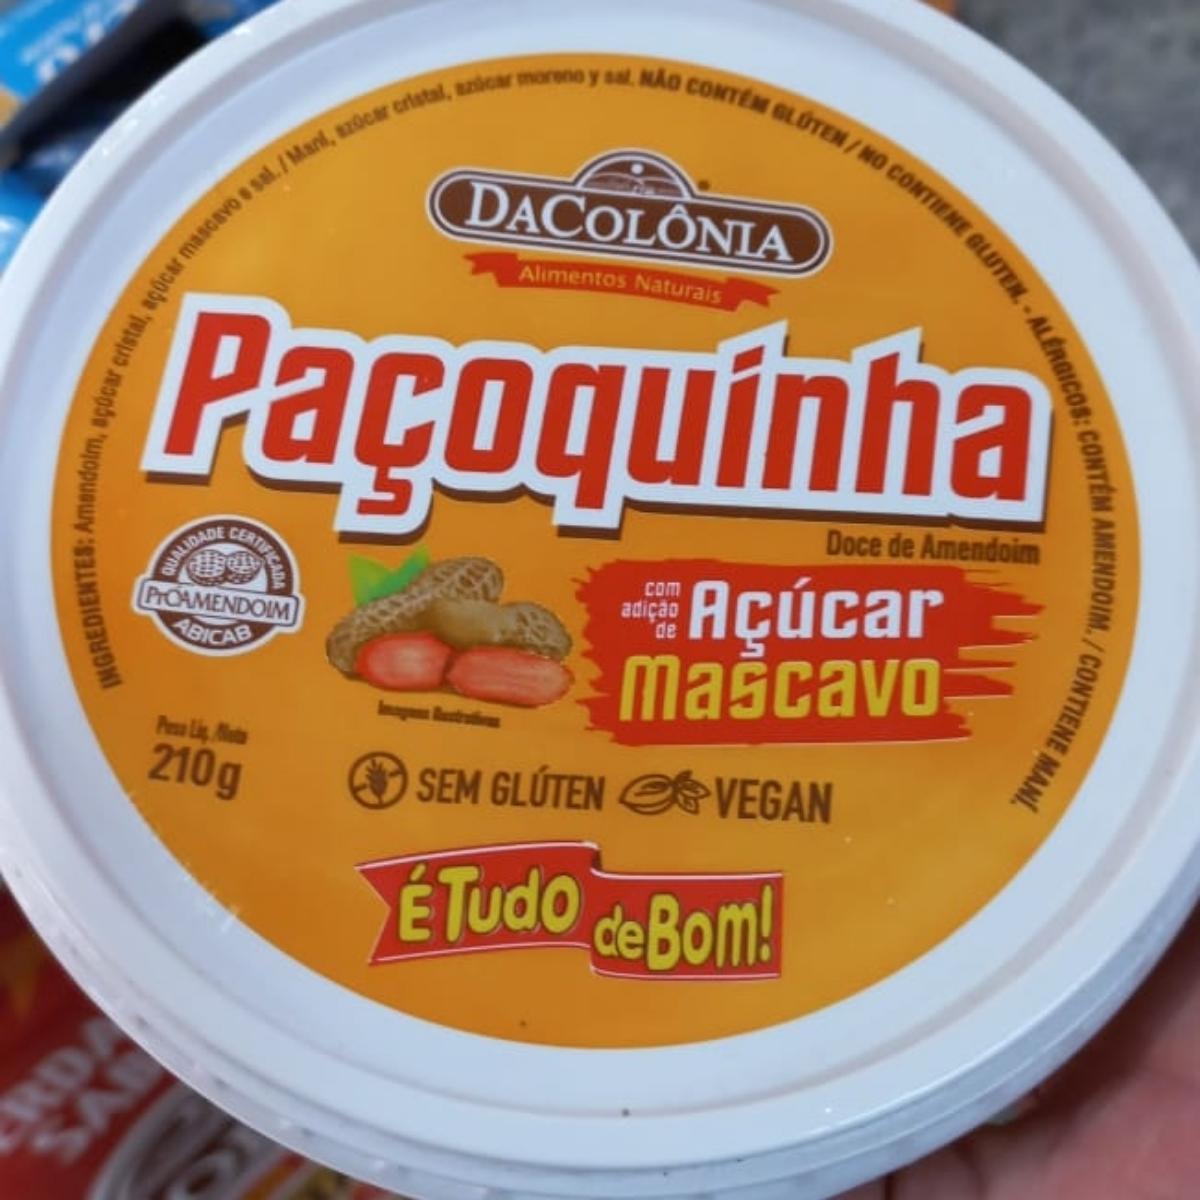 INGREDIENTES: Amendoim, açúcar cristal, açúcar mascavo e sal. / Maní, azúcar cristal, azúcar moreno y sal. NÃO CONTÉM GLÚTEN / NO CONTIENE GLUTEN. - ALÉRGICOS: CONTÉM AMENDOIM. / CONTIENE MANÍ.
DACOLÔNIA
Alimentos Naturais
Paçoquinha
Doce de Amendoim
QUALIDADE CERTIFICADA
PRÓAMENDOIM
ABICAB
com
adição
de
Açúcar
Mascavo
Imagens Ilustrativas
Peso Líq./Neto
210g
SEM GLÚTEN
VEGAN
É Tudo
de Bom!